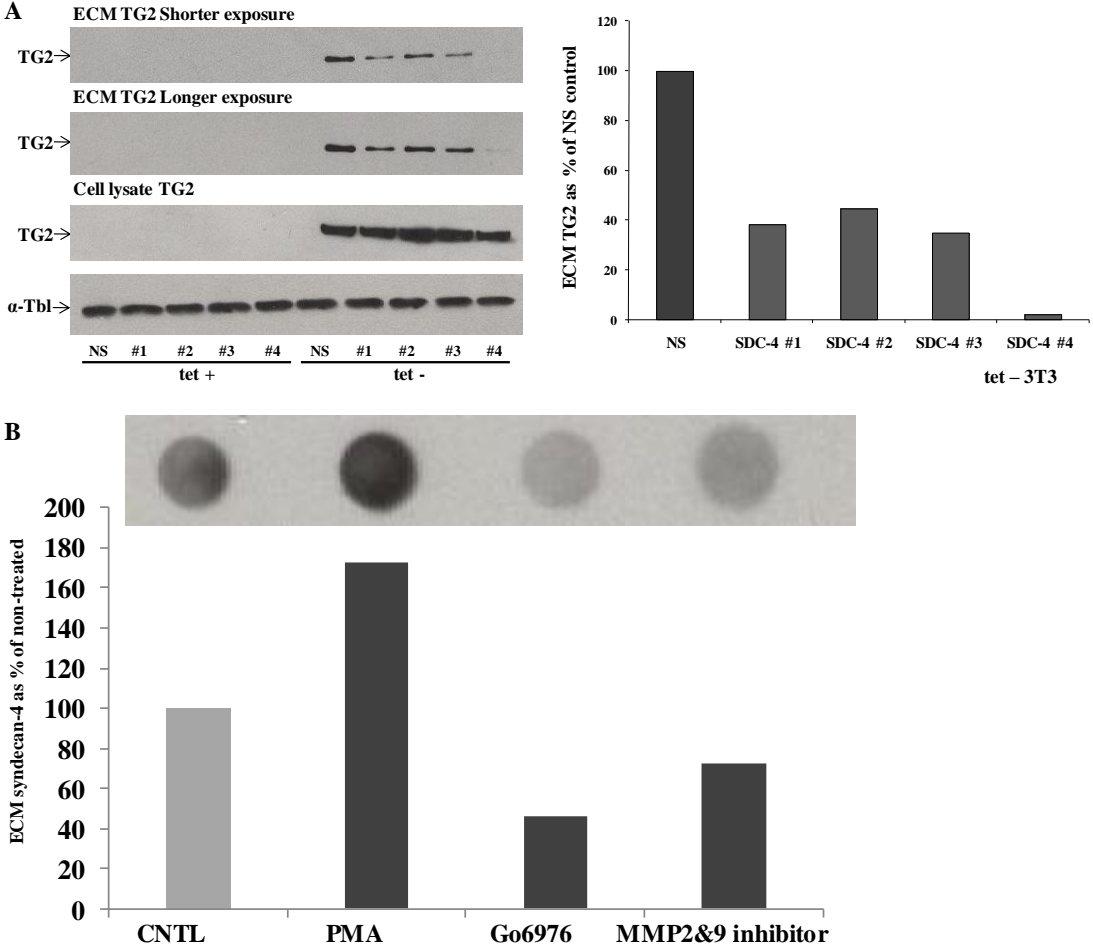 A
ECM TG2 Shorter exposure
TG2
ECM TG2 Longer exposure
TG2
Cell lysate TG2
TG2
α-Tbl
NS #1 #2 #3 #4 NS #1 #2 #3 #4
tet + tet -
ECM TG2 as % of NS control
120
100
80
60
40
20
0
NS SDC-4 #1 SDC-4 #2 SDC-4 #3 SDC-4 #4
tet – 3T3
B
ECM syndecan-4 as % of non-treated
200
180
160
140
120
100
80
60
40
20
0
CNTL PMA Go6976 MMP2&9 inhibitor